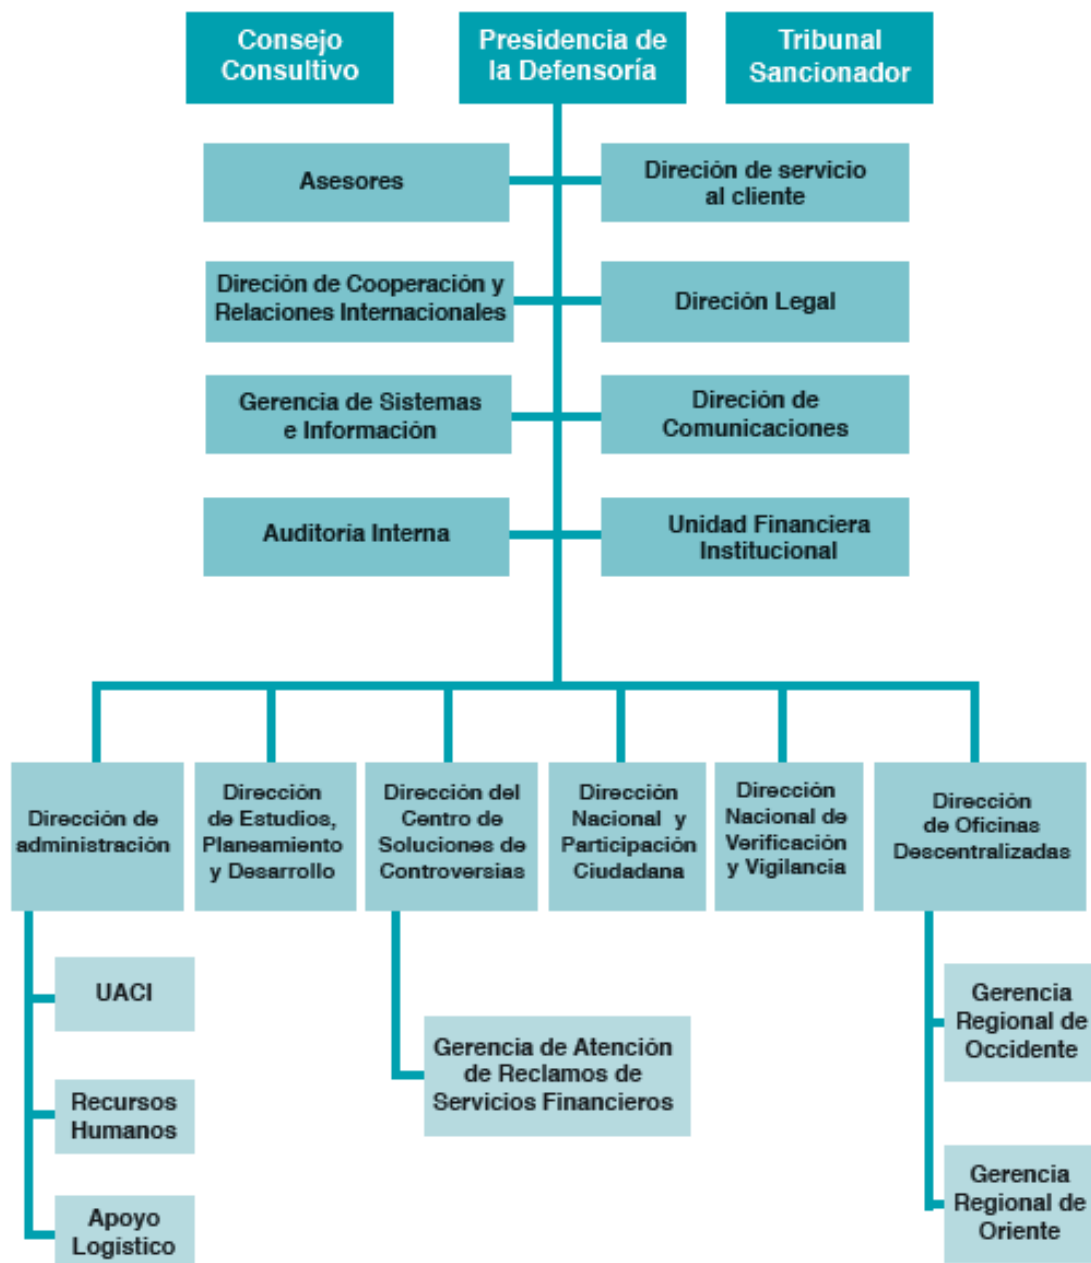 Consejo
Consultivo
Presidencia de
la Defensoría
Tribunal
Sancionador
Asesores
Direción de servicio
al cliente
Direción de Cooperación y
Relaciones Internacionales
Direción Legal
Gerencia de Sistemas
e Información
Direción de
Comunicaciones
Auditoría Interna
Unidad Financiera
Institucional
Dirección de
administración
Dirección
de Estudios,
Planeamiento
y Desarrollo
Dirección del
Centro de
Soluciones de
Controversias
Dirección
Nacional y
Participación
Ciudadana
Dirección
Nacional de
Verificación
y Vigilancia
Dirección
de Oficinas
Descentralizadas
UACI
Recursos
Humanos
Apoyo
Logístico
Gerencia de Atención
de Reclamos de
Servicios Financieros
Gerencia
Regional de
Occidente
Gerencia
Regional de
Oriente